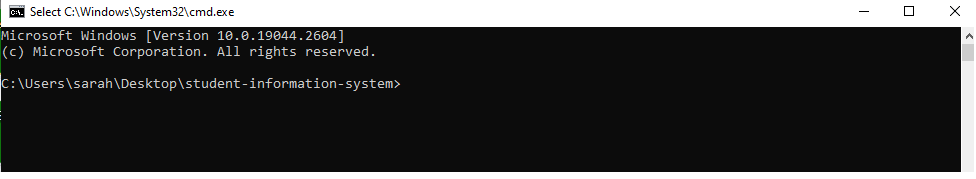 Select C:\Windows\System32\cmd.exe
Microsoft Windows [Version 10.0.19044.2604]
(c) Microsoft Corporation. All rights reserved.
C:\Users\sarah\Desktop\student-information-system>